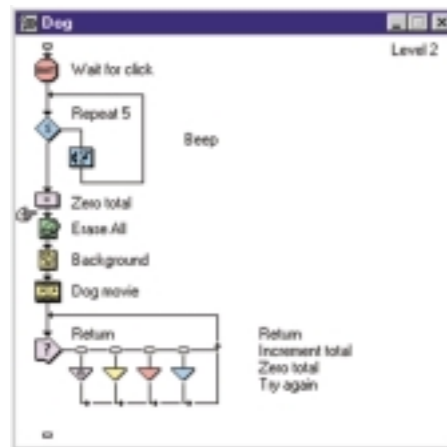 Dog
Level 2
Wait for click
Repeat 5
5
Beep
=
Zero total
Erase All
Background
Dog movie
Return
?
Return
Increment total
Zero total
Try again